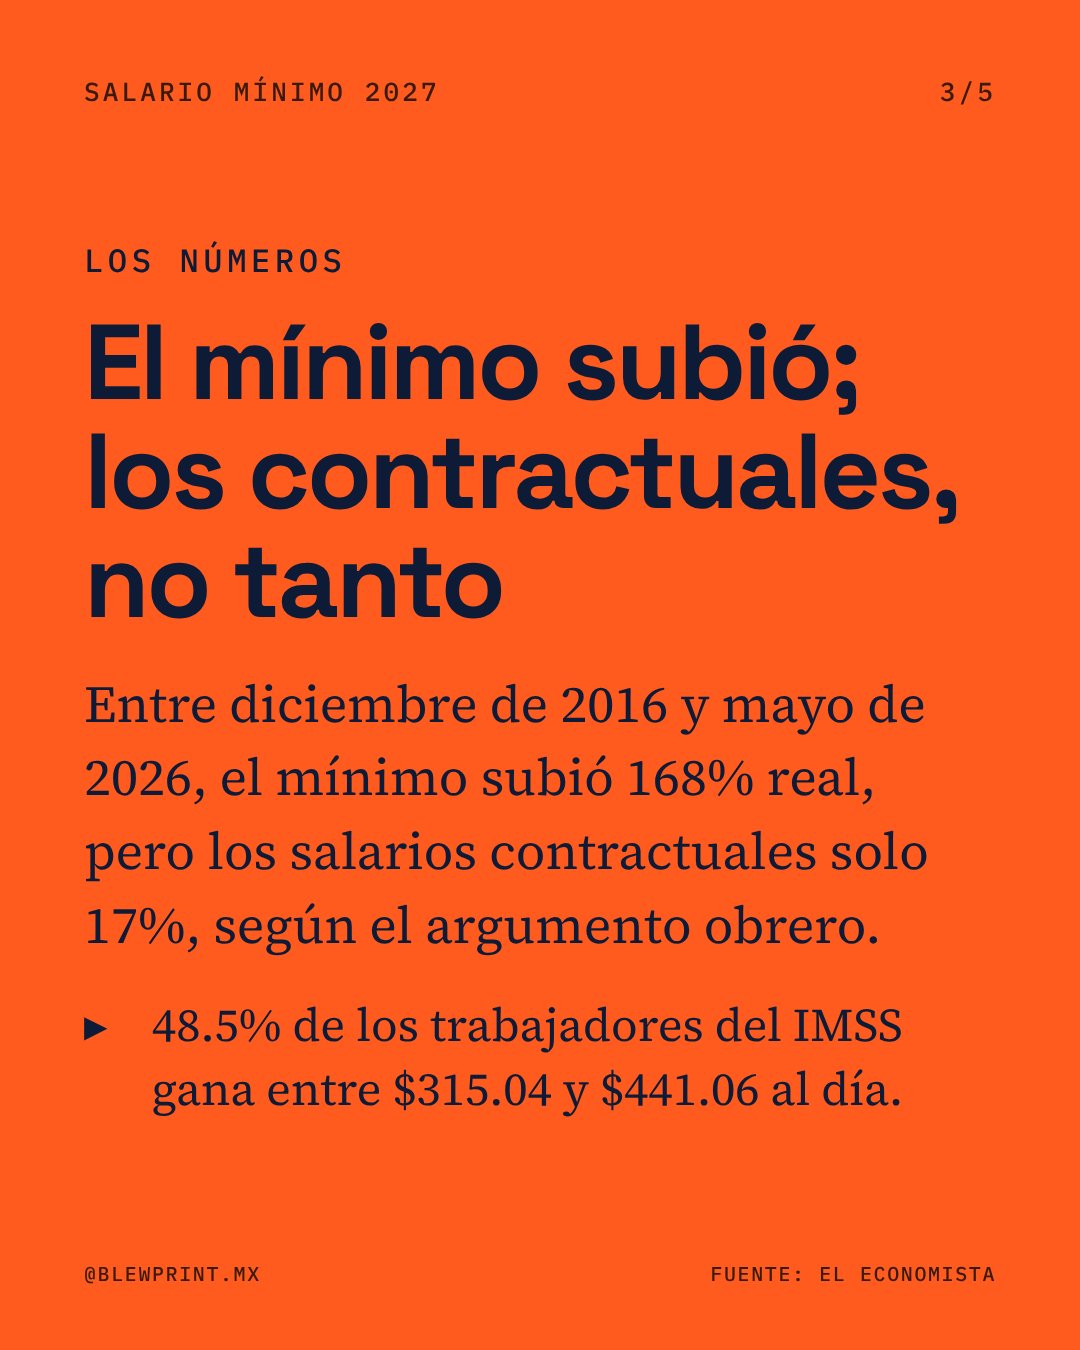 SALARIO MÍNIMO 2027
3/5
LOS NÚMEROS
El mínimo subió;
los contractuales,
no tanto
Entre diciembre de 2016 y mayo de
2026, el mínimo subió 168% real,
pero los salarios contractuales solo
17%, según el argumento obrero.
▶ 48.5% de los trabajadores del IMSS
gana entre $315.04 y $441.06 al día.
@BLEWPRINT.MX
FUENTE: EL ECONOMISTA